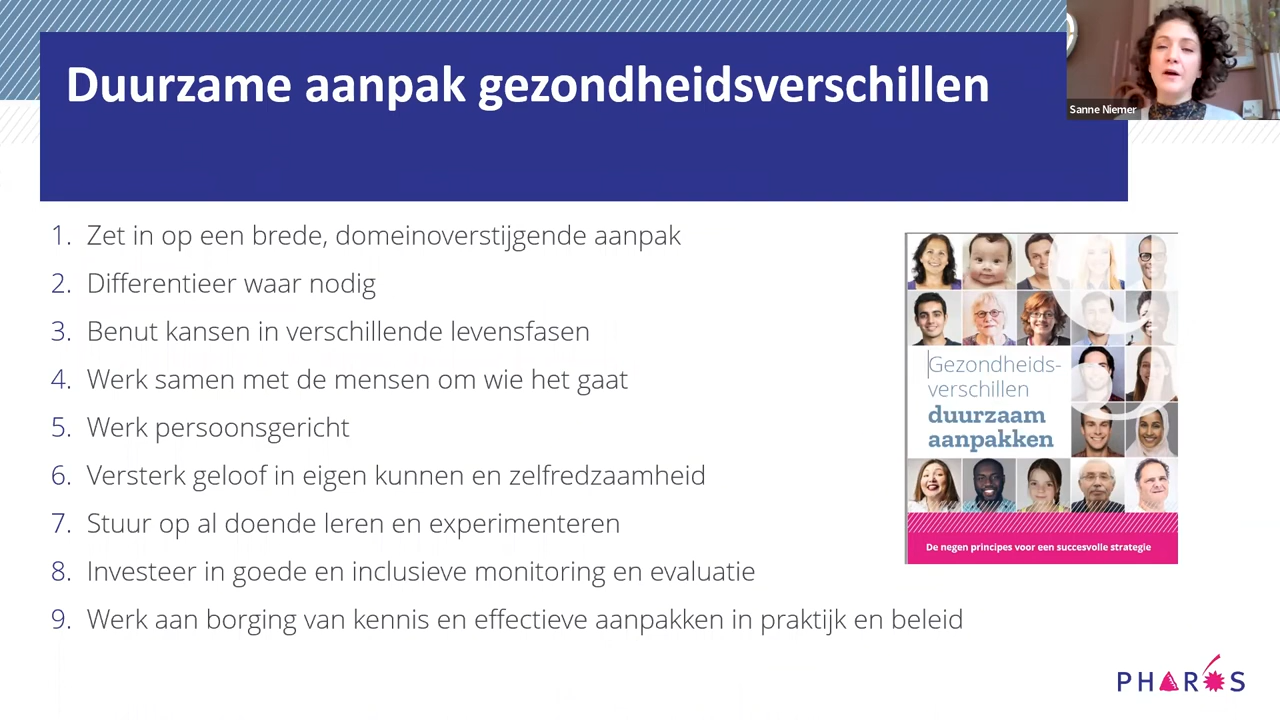 Duurzame aanpak gezondheidsverschillen
Sanne Niemer
1. Zet in op een brede, domeinoverstijgende aanpak
2. Differentieer waar nodig
3. Benut kansen in verschillende levensfasen
4. Werk samen met de mensen om wie het gaat
5. Werk persoonsgericht
6. Versterk geloof in eigen kunnen en zelfredzaamheid
7. Stuur op al doende leren en experimenteren
8. Investeer in goede en inclusieve monitoring en evaluatie
9. Werk aan borging van kennis en effectieve aanpakken in praktijk en beleid
9
Gezondheids-
verschillen
duurzaam
aanpakken
De negen principes voor een succesvolle strategie
PHAROS